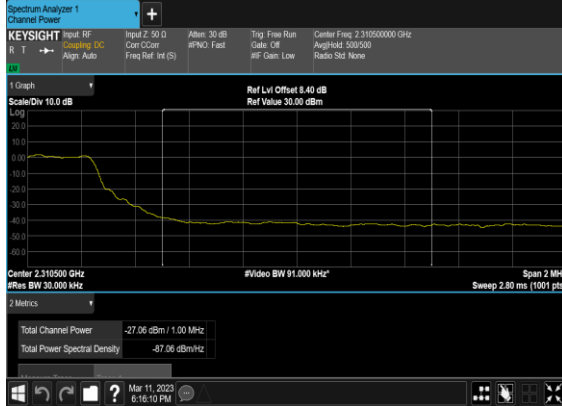 Spectrum Analyzer 1
Channel Power
+
KEYSIGHT
R T
Input: RF
Coupling: DC
Align: Auto
Input Z: 50 Ω
Corr CCorr
Freq Ref: Int (S)
Atten: 30 dB
#PNO: Fast
Trig: Free Run
Gate: Off
#IF Gain: Low
Center Freq: 2.310500000 GHz
Avg|Hold: 500/500
Radio Std: None
1 Graph
Scale/Div 10.0 dB
Ref Lvl Offset 8.40 dB
Ref Value 30.00 dBm
Log
20.0
10.0
0.00
-10.0
-20.0
-30.0
-40.0
-50.0
-60.0
Center 2.310500 GHz
#Res BW 30.000 kHz
#Video BW 91.000 kHz*
Span 2 MH
Sweep 2.80 ms (1001 pts
2 Metrics
Total Channel Power -27.06 dBm / 1.00 MHz
Total Power Spectral Density -87.06 dBm/Hz
?
Mar 11, 2023
6:16:10 PM